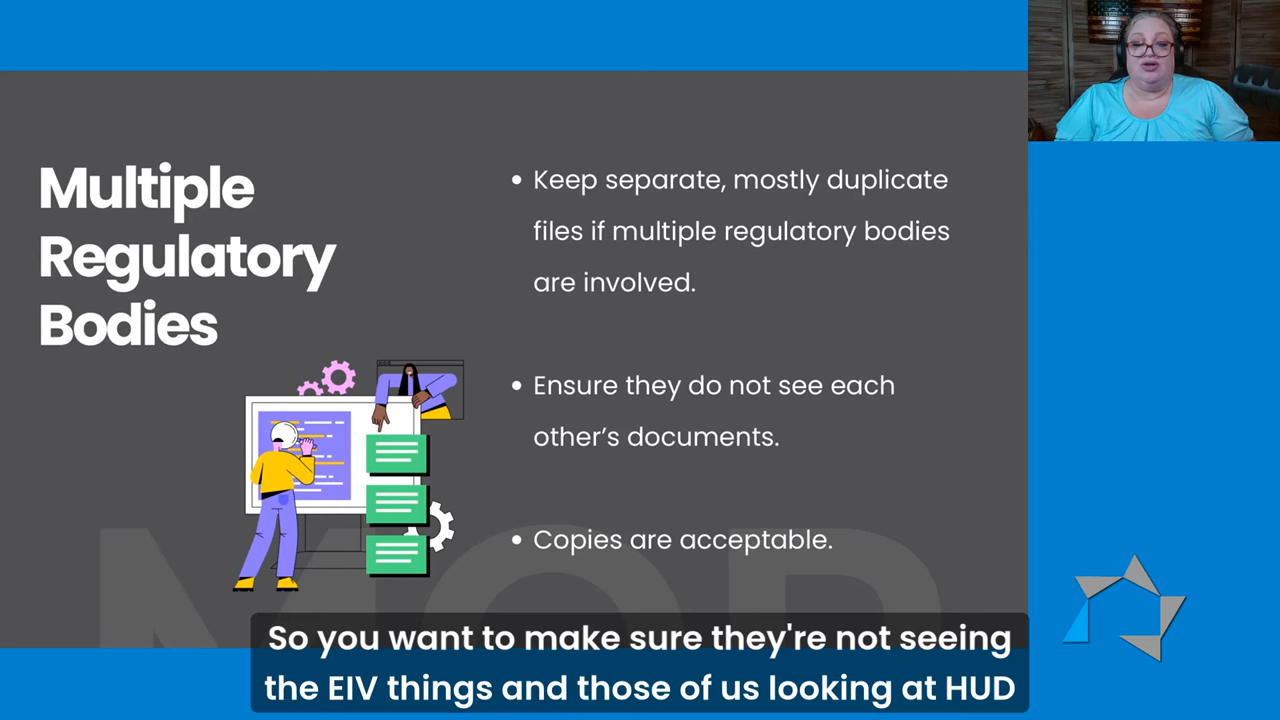 Multiple
Regulatory
Bodies
• Keep separate, mostly duplicate
files if multiple regulatory bodies
are involved.
• Ensure they do not see each
other's documents.
• Copies are acceptable.
MOR
So you want to make sure they're not seeing
the EIV things and those of us looking at HUD